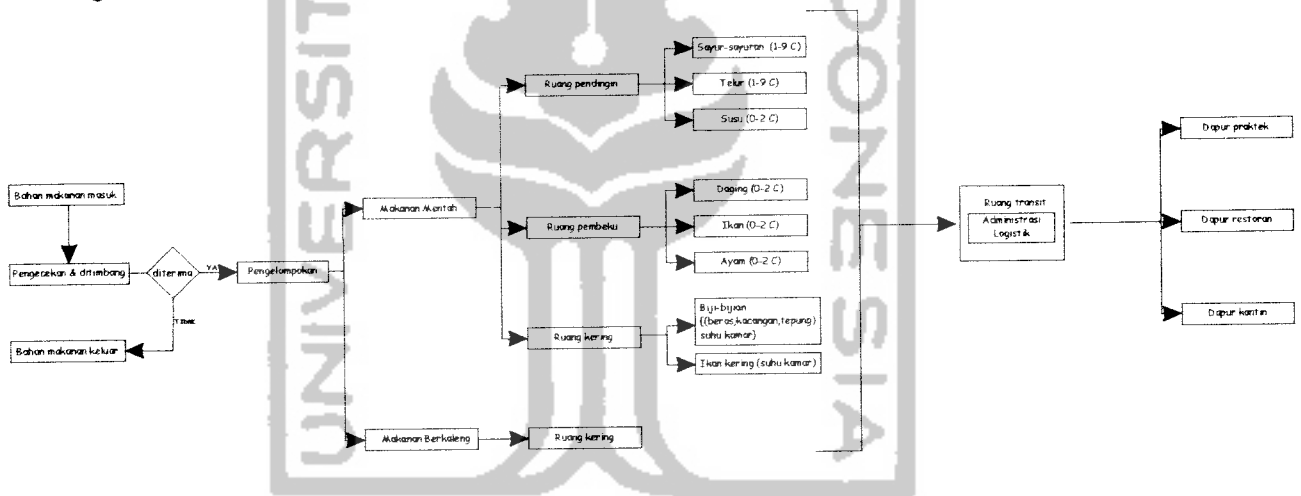 Bahan makanan masuk
Pengecekan & ditimbang
diterima
YA
TIDAK
Bahan makanan keluar
Pengelompokan
Makanan Mentah
Makanan Berkaleng
Ruang pendingin
Ruang pembeku
Ruang kering
Ruang kering
Sayur-sayuran (1-9 C)
Telur (1-9 C)
Susu (0-2 C)
Daging (0-2 C)
Ikan (0-2 C)
Ayam (0-2 C)
Biji-bijian
{(beras,kacangan,tepung)
suhu kamar}
Ikan kering (suhu kamar)
Ruang transit
Administrasi
Logistik
Dapur praktek
Dapur restoran
Dapur kantin
UNIVERSIT
ONESIA